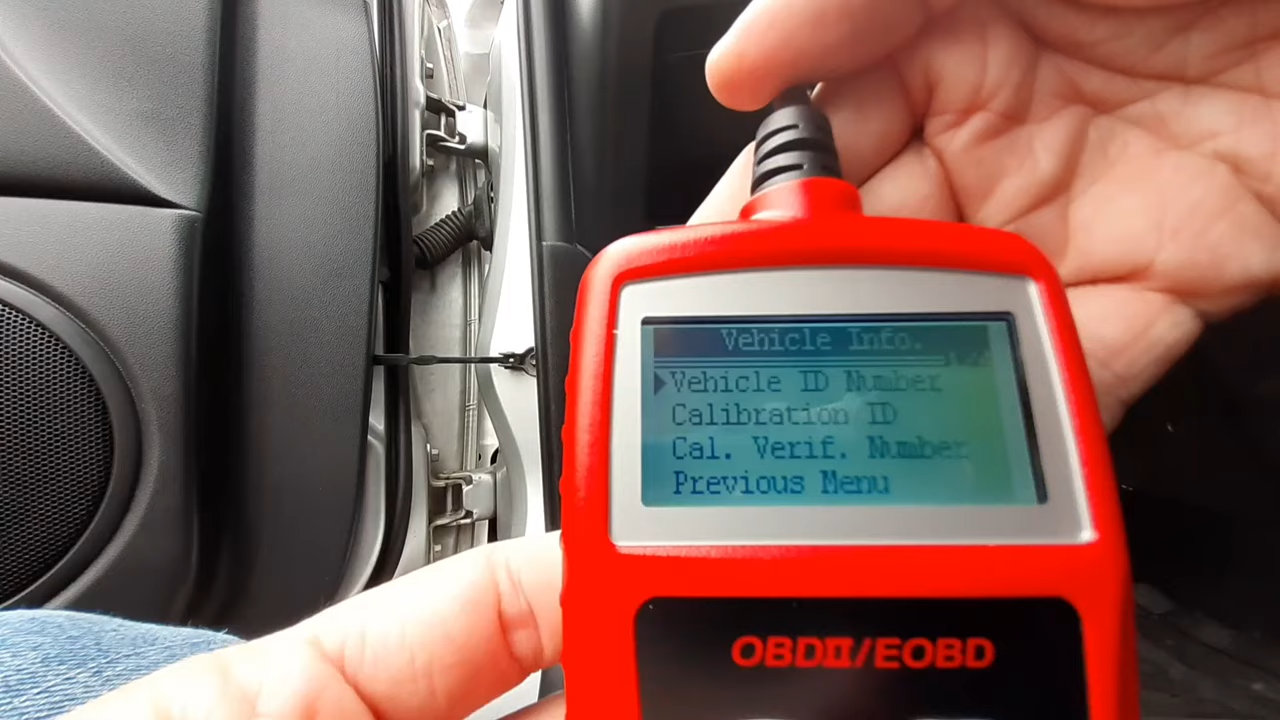 Vehicle Info.
Vehicle ID Number
Calibration ID
Cal. Verif. Number
Previous Menu
OBDII/EOBD